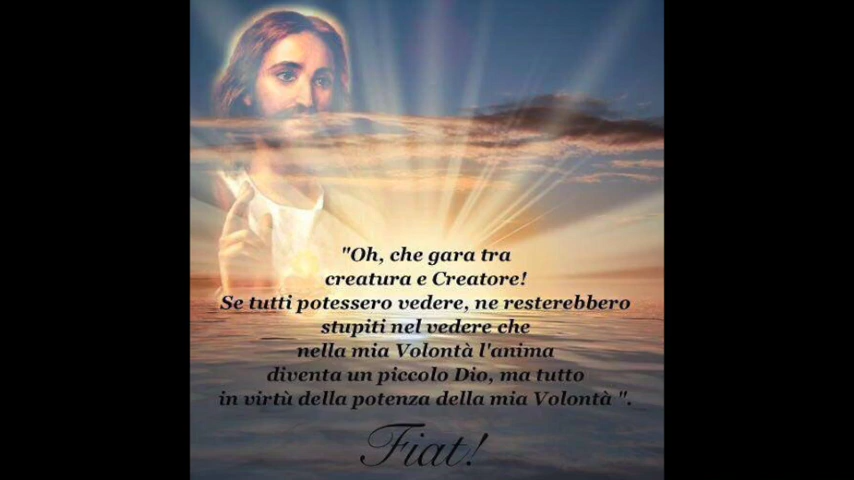 "Oh, che gara tra
creatura e Creatore!
Se tutti potessero vedere, ne resterebbero
stupiti nel vedere che
nella mia Volontà l'anima
diventa un piccolo Dio, ma tutto
in virtù della potenza della mia Volontà ".
Fiat!